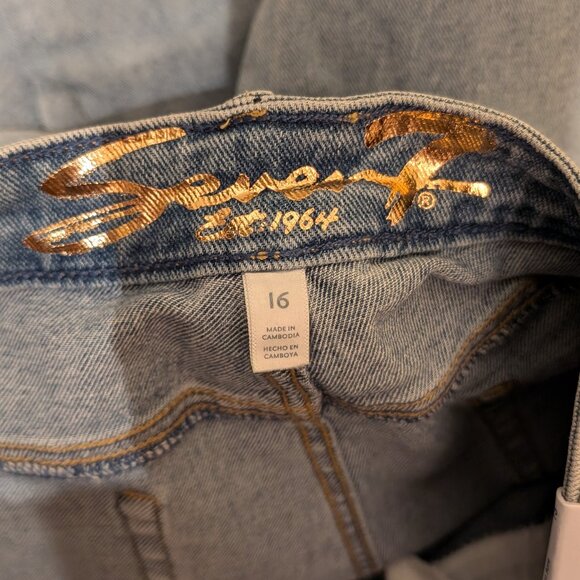 Seven7®
Est. 1964
16
MADE IN
CAMBODIA
HECHO EN
CAMBOYA